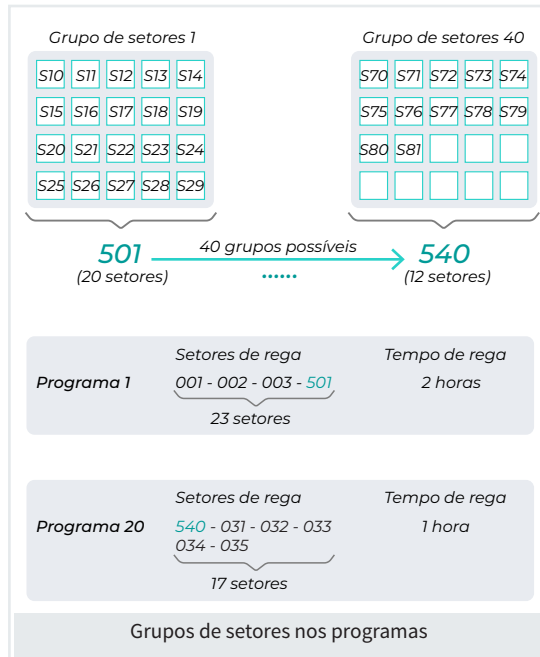 Grupo de setores 1
Grupo de setores 40
S10 S11 S12 S13 S14
S15 S16 S17 S18 S19
S20 S21 S22 S23 S24
S25 S26 S27 S28 S29
S70 S71 S72 S73 S74
S75 S76 S77 S78 S79
S80 S81
501
(20 setores)
40 grupos possíveis
......
540
(12 setores)
Setores de rega
Tempo de rega
Programa 1
001 - 002 - 003 - 501
2 horas
23 setores
Setores de rega
Tempo de rega
Programa 20
540 - 031 - 032 - 033
034 - 035
1 hora
17 setores
Grupos de setores nos programas